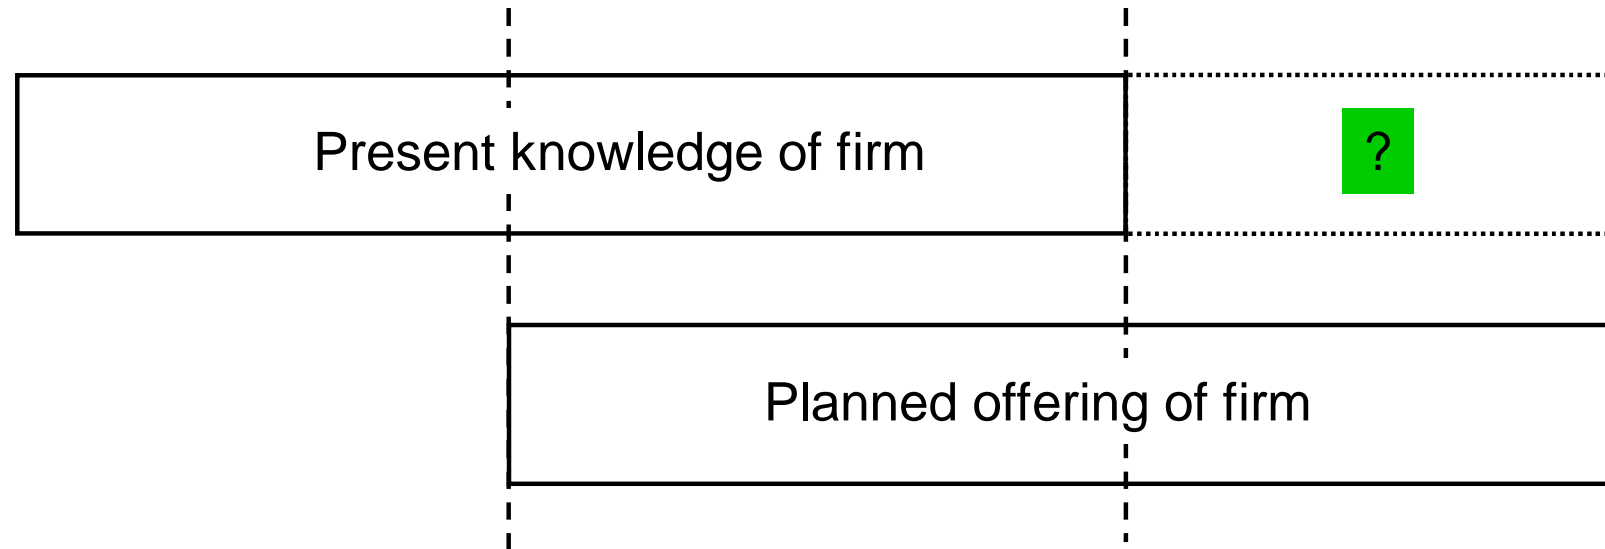 Present knowledge of firm
?
Planned offering of firm